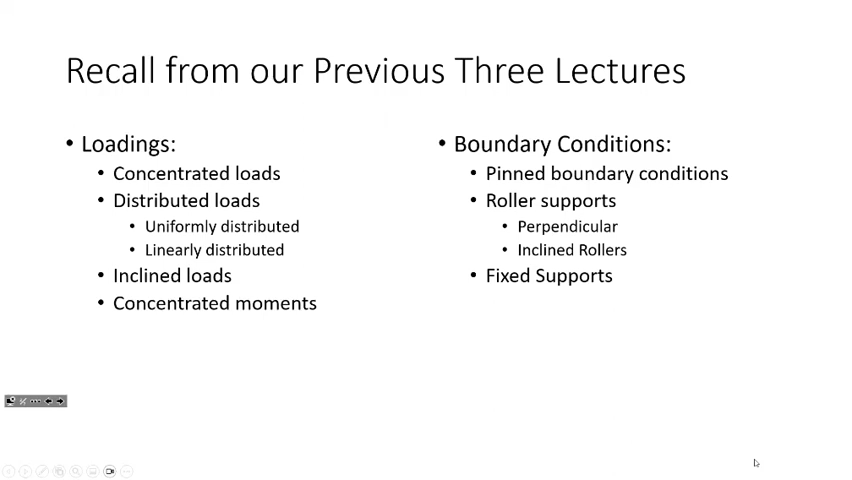 Recall from our Previous Three Lectures
• Loadings:
• Concentrated loads
• Distributed loads
• Uniformly distributed
• Linearly distributed
• Inclined loads
• Concentrated moments
• Boundary Conditions:
• Pinned boundary conditions
• Roller supports
• Perpendicular
• Inclined Rollers
• Fixed Supports